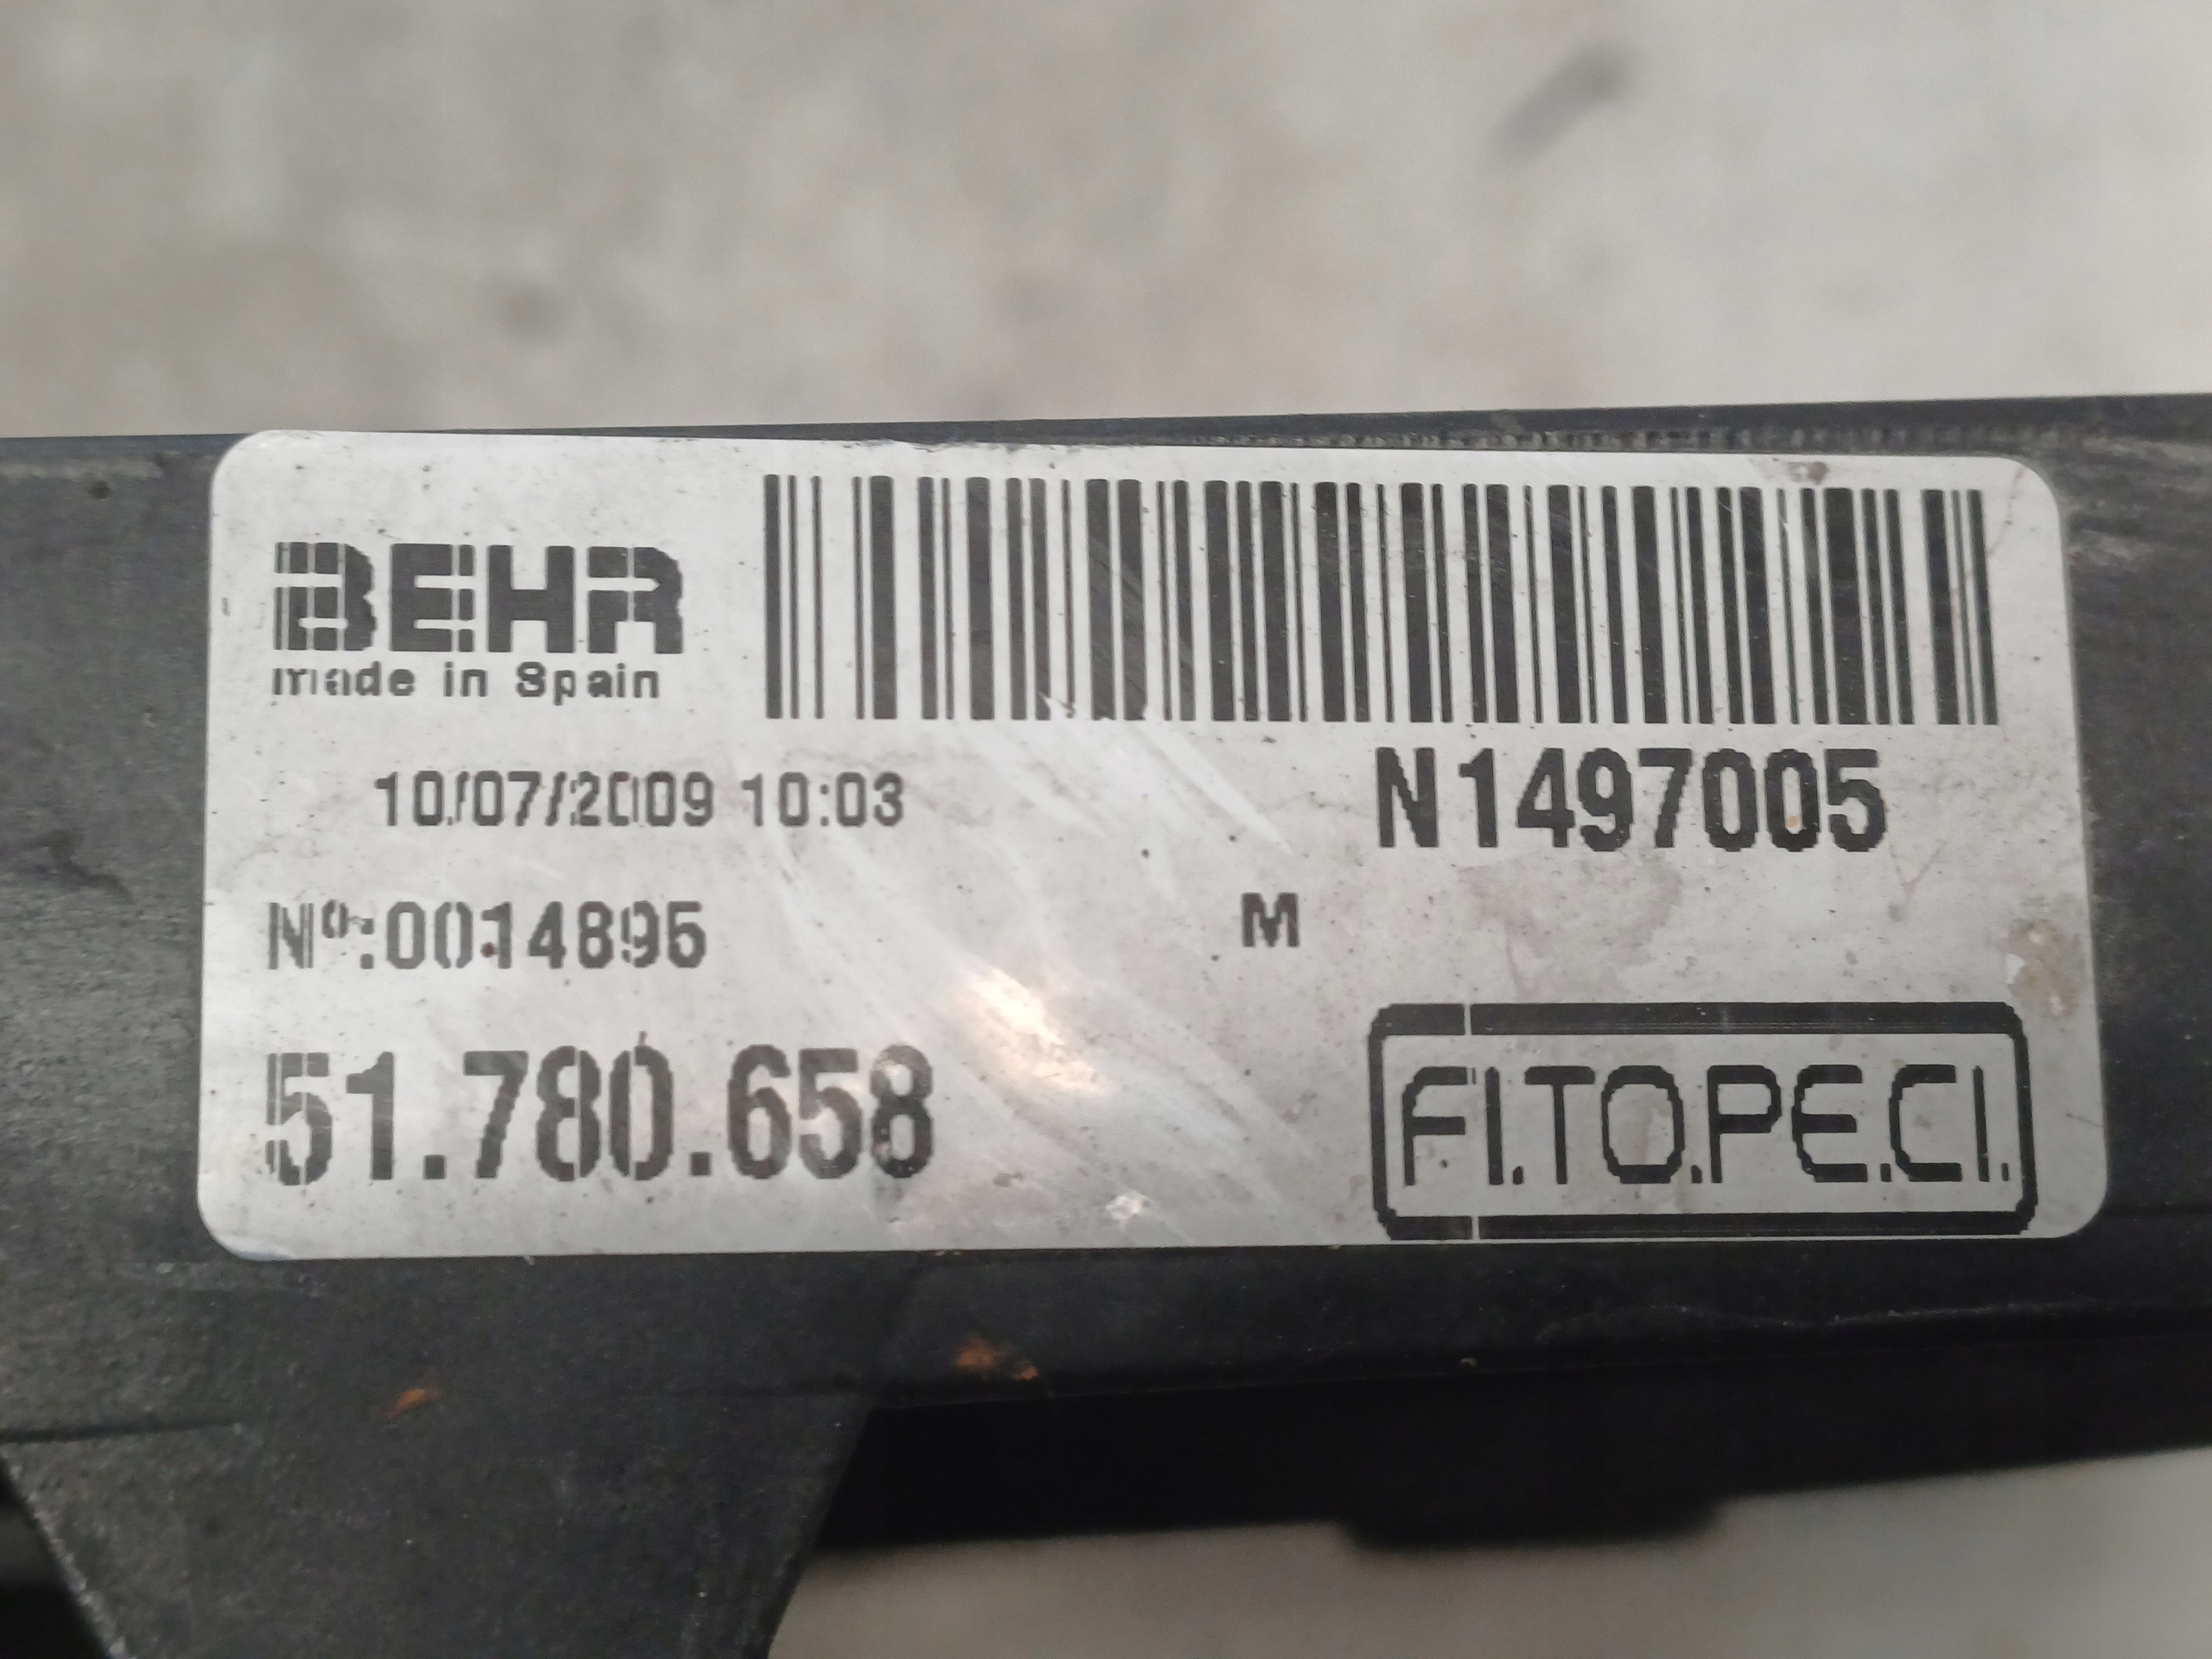 BEHR
made in Spain
10/07/2009 10:03
N1497005
Nº:0014895
M
51.780.658
FI.TO.PE.CI.